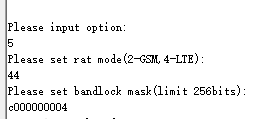 Please input option:
5
Please set rat mode(2-GSM,4-LTE):
44
Please set bandlock mask(limit 256bits):
c000000004